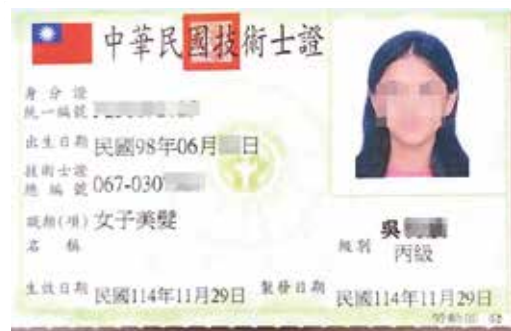 中華民國技術士證
身分證
統一編號
出生日期 民國98年06月 日
技術士證
總編號 067-030
職類(項) 女子美髮
名稱
吳
級別 丙級
生效日期 民國114年11月29日 製發日期 民國114年11月29日